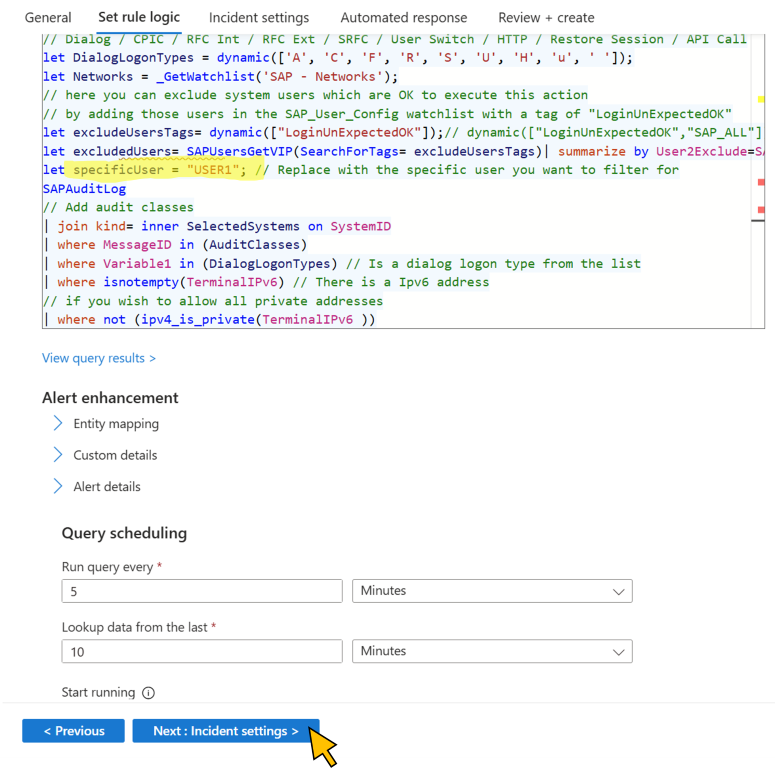 General Set rule logic Incident settings Automated response Review + create
// Dialog / CPIC / RFC Int / RFC Ext / SRFC / User Switch / HTTP / Restore Session / API Call
let DialogLogonTypes = dynamic(['A', 'C', 'F', 'R', 'S', 'U', 'H', 'u', ' ']);
let Networks = _GetWatchlist('SAP - Networks');
// here you can exclude system users which are OK to execute this action
// by adding those users in the SAP_User_Config watchlist with a tag of "LoginUnExpectedOK"
let excludeUsersTags= dynamic(["LoginUnExpectedOK"]);// dynamic(["LoginUnExpectedOK","SAP_ALL"]
let excludedUsers= SAPUsersGetVIP(SearchForTags= excludeUsersTags)| summarize by User2Exclude=SA
let specificUser = "USER1"; // Replace with the specific user you want to filter for
SAPAuditLog
// Add audit classes
| join kind= inner SelectedSystems on SystemID
| where MessageID in (AuditClasses)
| where Variable1 in (DialogLogonTypes) // Is a dialog logon type from the list
| where isnotempty(TerminalIPv6) // There is a Ipv6 address
// if you wish to allow all private addresses
| where not (ipv4_is_private(TerminalIPv6 ))
View query results >
Alert enhancement
Entity mapping
Custom details
Alert details
Query scheduling
Run query every *
5 Minutes
Lookup data from the last *
10 Minutes
Start running
< Previous Next : Incident settings >